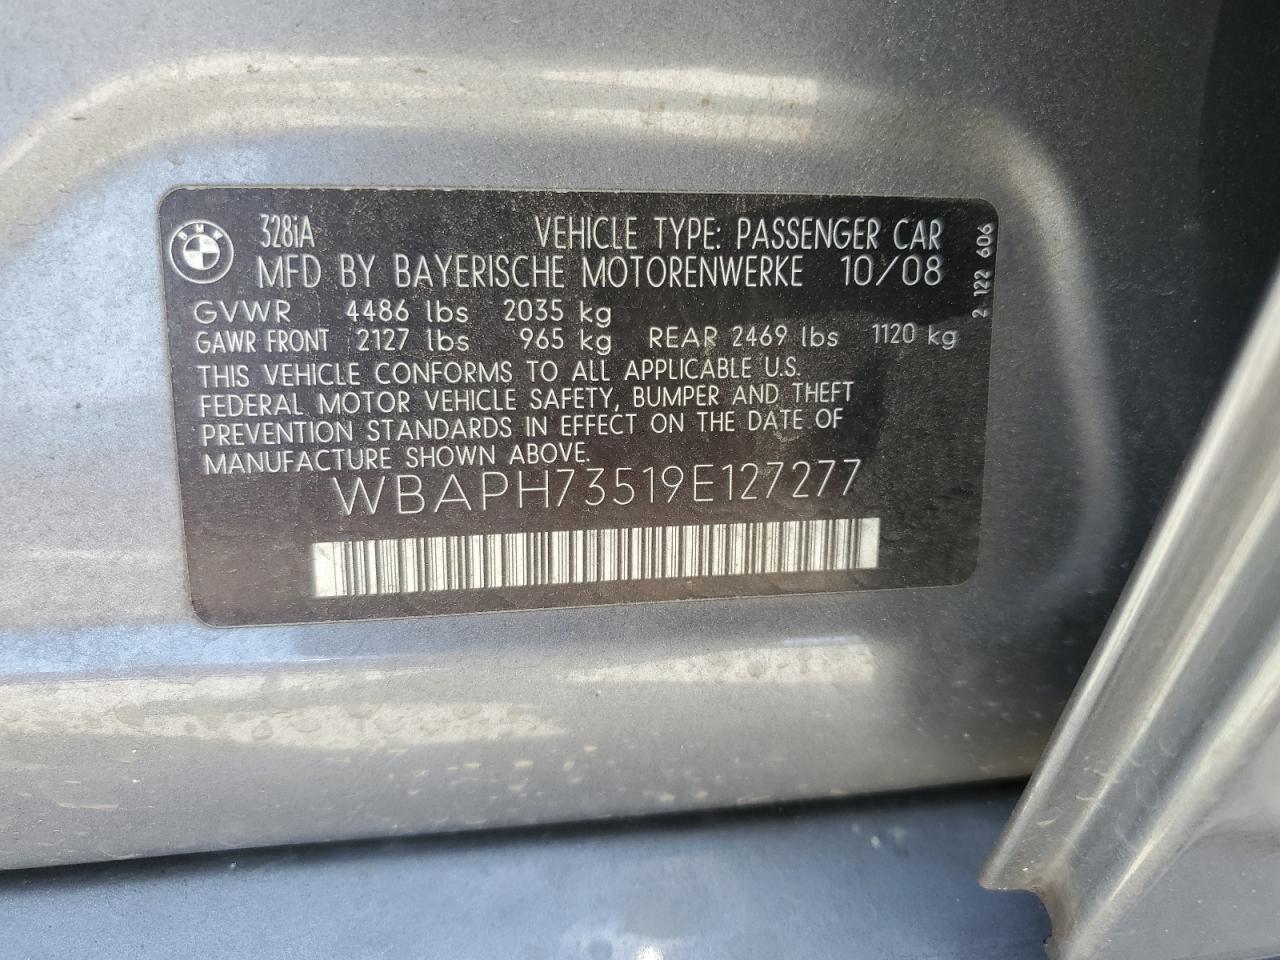 BMW
328iA VEHICLE TYPE: PASSENGER CAR
MFD BY BAYERISCHE MOTORENWERKE 10/08
GVWR 4486 lbs 2035 kg
GAWR FRONT 2127 lbs 965 kg REAR 2469 lbs 1120 kg
THIS VEHICLE CONFORMS TO ALL APPLICABLE U.S.
FEDERAL MOTOR VEHICLE SAFETY, BUMPER AND THEFT
PREVENTION STANDARDS IN EFFECT ON THE DATE OF
MANUFACTURE SHOWN ABOVE.
WBAPH73519E127277
2 122 606